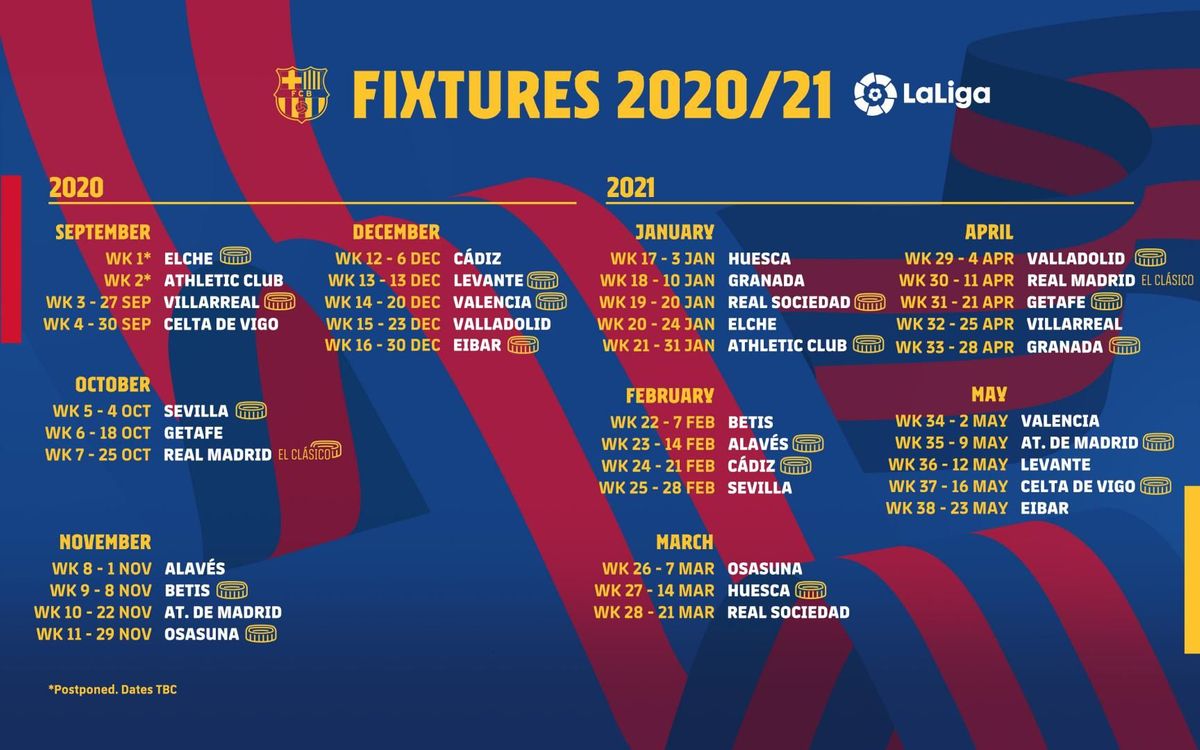 FCB
FIXTURES 2020/21
LaLiga
2020
SEPTEMBER
WK 1* ELCHE
WK 2* ATHLETIC CLUB
WK 3 - 27 SEP VILLARREAL
WK 4 - 30 SEP CELTA DE VIGO
OCTOBER
WK 5 - 4 OCT SEVILLA
WK 6 - 18 OCT GETAFE
WK 7 - 25 OCT REAL MADRID EL CLÁSICO
NOVEMBER
WK 8 - 1 NOV ALAVÉS
WK 9 - 8 NOV BETIS
WK 10 - 22 NOV AT. DE MADRID
WK 11 - 29 NOV OSASUNA
DECEMBER
WK 12 - 6 DEC CÁDIZ
WK 13 - 13 DEC LEVANTE
WK 14 - 20 DEC VALENCIA
WK 15 - 23 DEC VALLADOLID
WK 16 - 30 DEC EIBAR
2021
JANUARY
WK 17 - 3 JAN HUESCA
WK 18 - 10 JAN GRANADA
WK 19 - 20 JAN REAL SOCIEDAD
WK 20 - 24 JAN ELCHE
WK 21 - 31 JAN ATHLETIC CLUB
FEBRUARY
WK 22 - 7 FEB BETIS
WK 23 - 14 FEB ALAVÉS
WK 24 - 21 FEB CÁDIZ
WK 25 - 28 FEB SEVILLA
MARCH
WK 26 - 7 MAR OSASUNA
WK 27 - 14 MAR HUESCA
WK 28 - 21 MAR REAL SOCIEDAD
APRIL
WK 29 - 4 APR VALLADOLID
WK 30 - 11 APR REAL MADRID EL CLÁSICO
WK 31 - 21 APR GETAFE
WK 32 - 25 APR VILLARREAL
WK 33 - 28 APR GRANADA
MAY
WK 34 - 2 MAY VALENCIA
WK 35 - 9 MAY AT. DE MADRID
WK 36 - 12 MAY LEVANTE
WK 37 - 16 MAY CELTA DE VIGO
WK 38 - 23 MAY EIBAR
*Postponed. Dates TBC